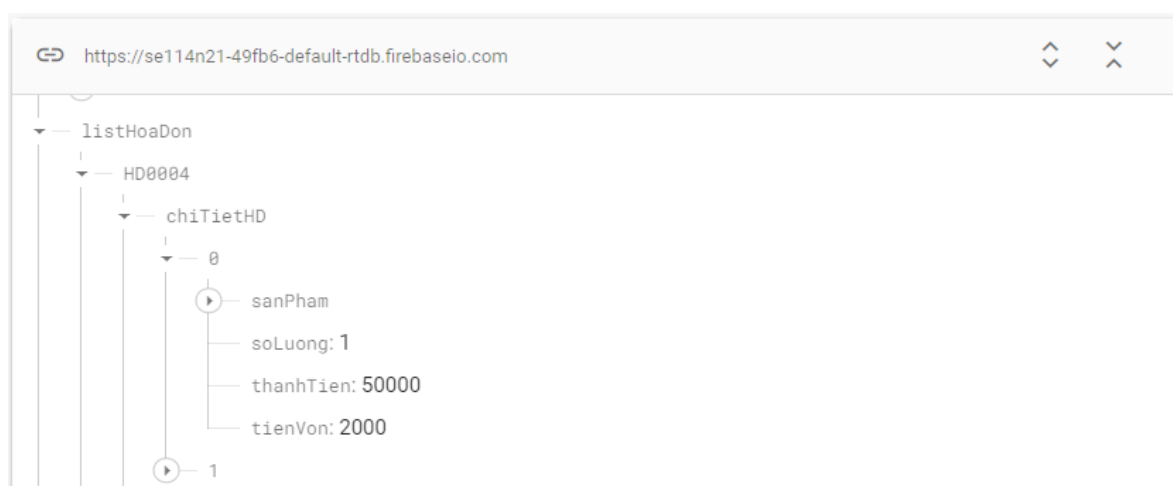 https://se114n21-49fb6-default-rtdb.firebaseio.com
listHoaDon
HD0004
chiTietHD
0
sanPham
soLuong: 1
thanhTien: 50000
tienVon: 2000
1